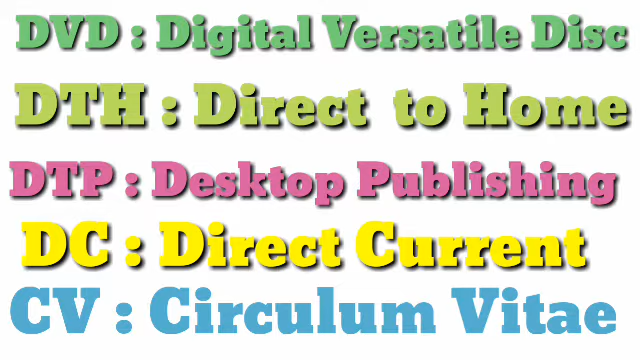 DVD : Digital Versatile Disc
DTH : Direct to Home
DTP : Desktop Publishing
DC : Direct Current
CV : Circulum Vitae